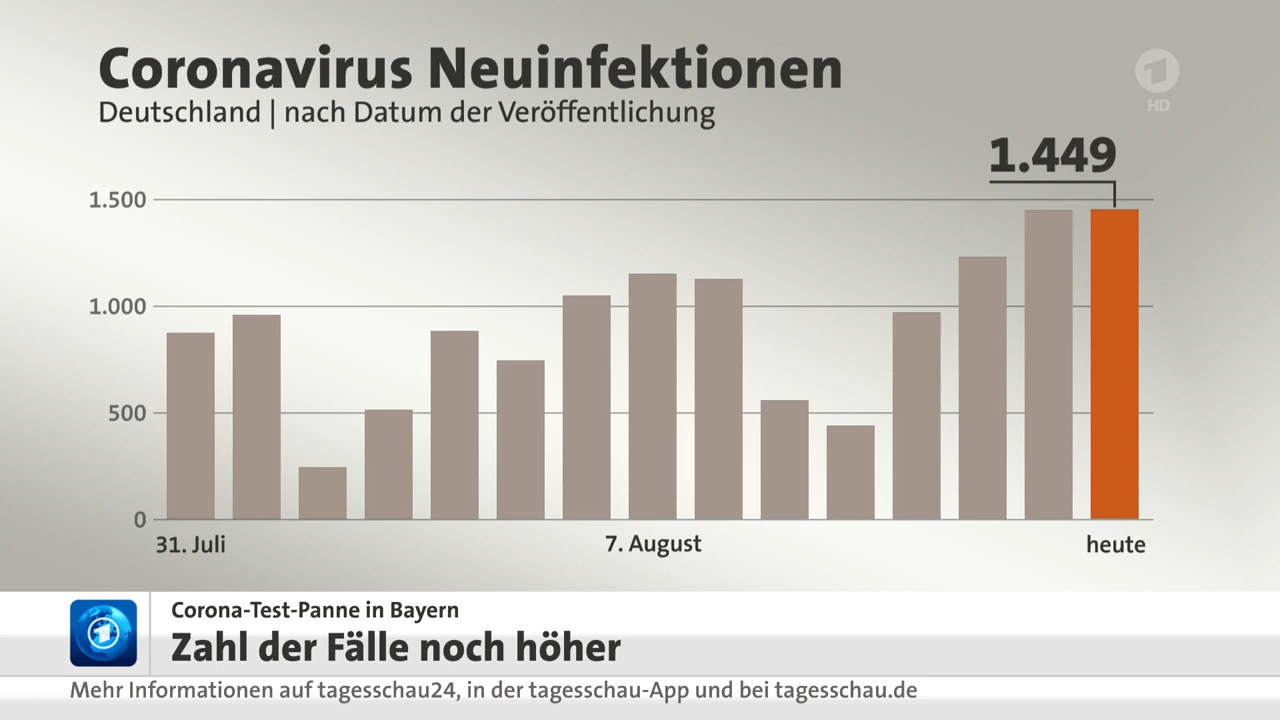 Coronavirus Neuinfektionen
Deutschland | nach Datum der Veröffentlichung
1
HD
1.449
1.500
1.000
500
0
31. Juli
7. August
heute
1
Corona-Test-Panne in Bayern
Zahl der Fälle noch höher
Mehr Informationen auf tagesschau24, in der tagesschau-App und bei tagesschau.de